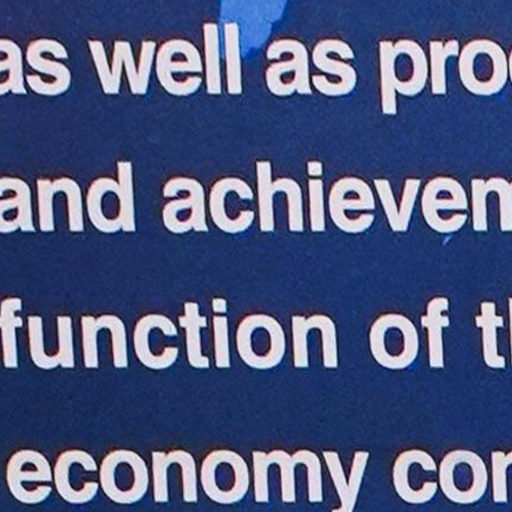 as well as
and
function of
economy